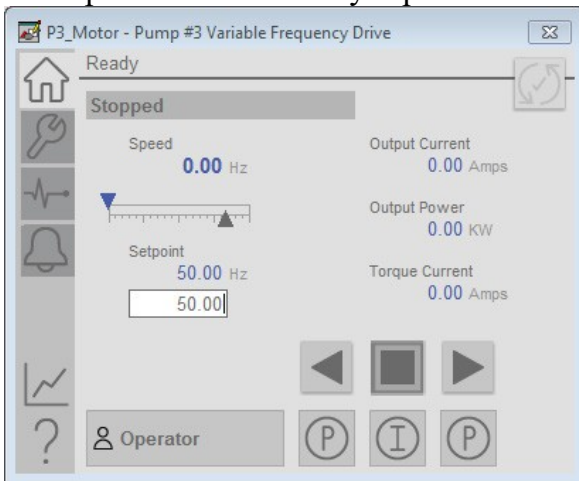 P3_Motor - Pump #3 Variable Frequency Drive
Ready
Stopped
Speed
0.00 Hz
Output Current
0.00 Amps
Output Power
0.00 KW
Setpoint
50.00 Hz
50.00
Torque Current
0.00 Amps
?
Operator
P
I
P